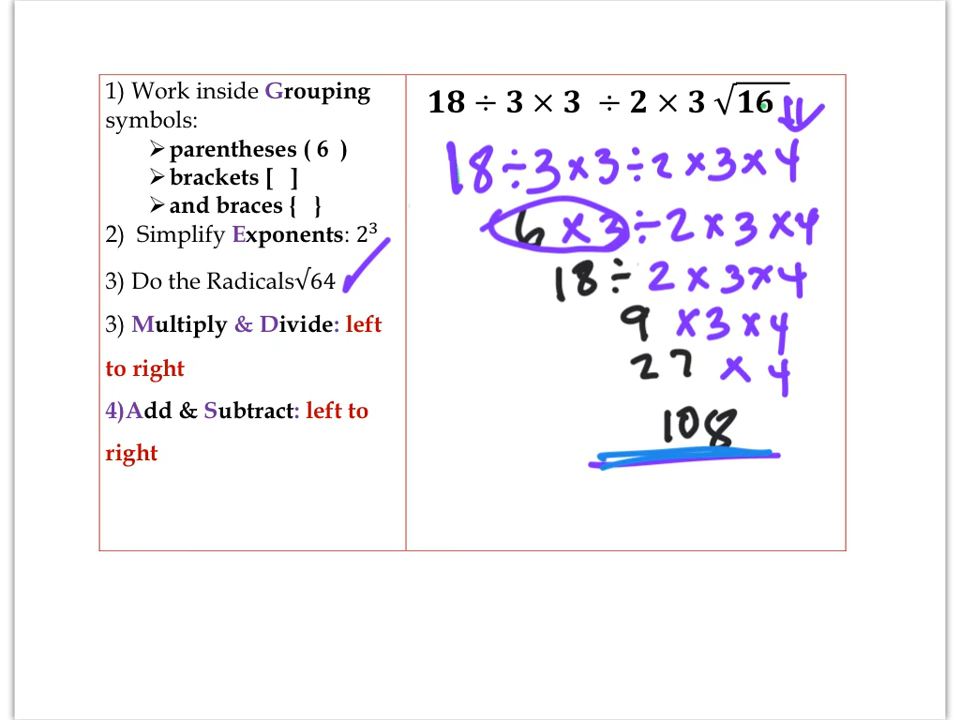 1) Work inside Grouping
symbols:
➢ parentheses ( 6 )
➢ brackets [ ]
➢ and braces { }
2) Simplify Exponents: 2³
3) Do the Radicals√64
3) Multiply & Divide: left
to right
4)Add & Subtract: left to
right
18 ÷ 3 × 3 ÷ 2 × 3 √16
18 ÷ 3 × 3 ÷ 2 × 3 × 4
6 × 3 ÷ 2 × 3 × 4
18 ÷ 2 × 3 × 4
9 × 3 × 4
27 × 4
108